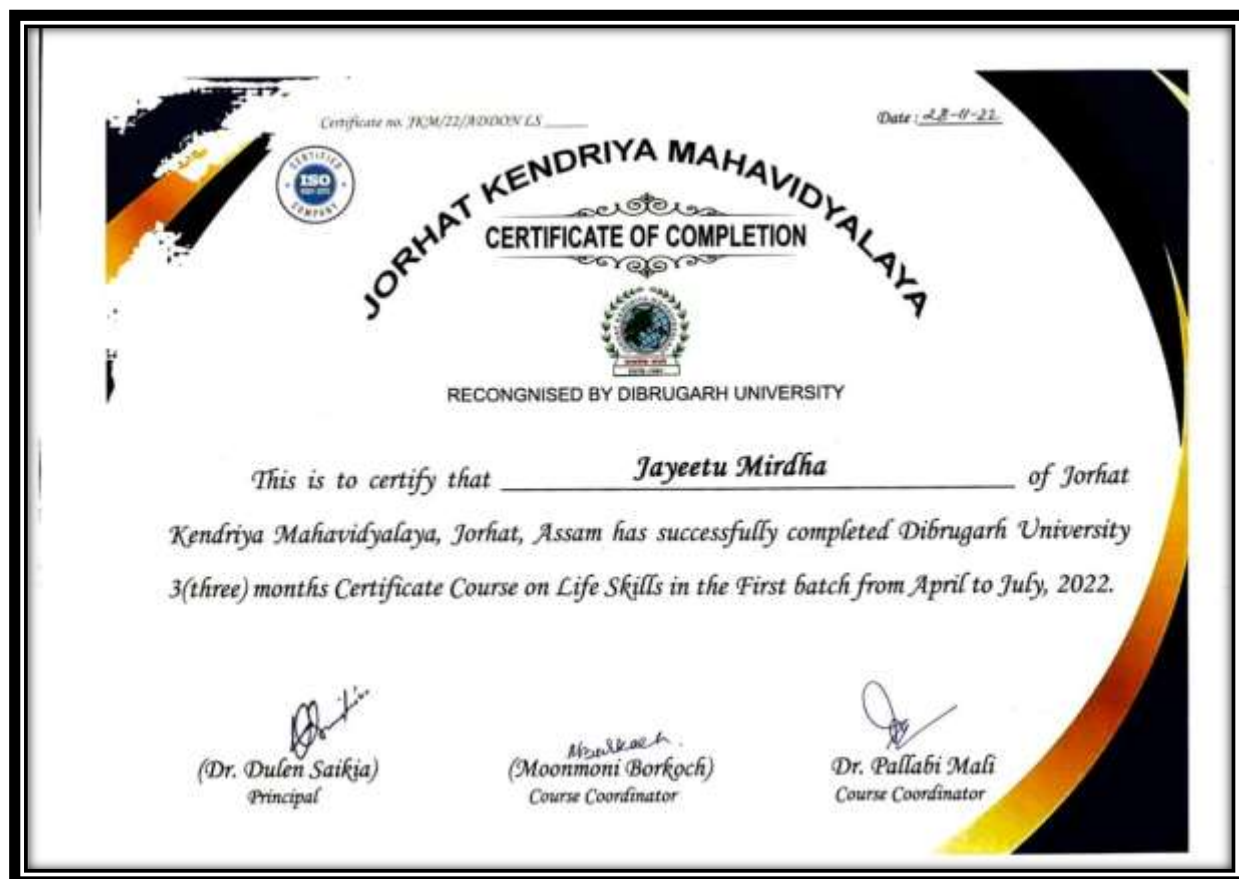 Certificate no. JKM/22/ADDON LS
Date : 28-11-22
CERTIFIED
ISO
COMPANY
JORHAT KENDRIYA MAHAVIDYALAYA
CERTIFICATE OF COMPLETION
RECONGNISED BY DIBRUGARH UNIVERSITY
This is to certify that Jayeetu Mirdha of Jorhat
Kendriya Mahavidyalaya, Jorhat, Assam has successfully completed Dibrugarh University
3(three) months Certificate Course on Life Skills in the First batch from April to July, 2022.
(Dr. Dulen Saikia) (Moonmoni Borkoch) Dr. Pallabi Mali
Principal Course Coordinator Course Coordinator